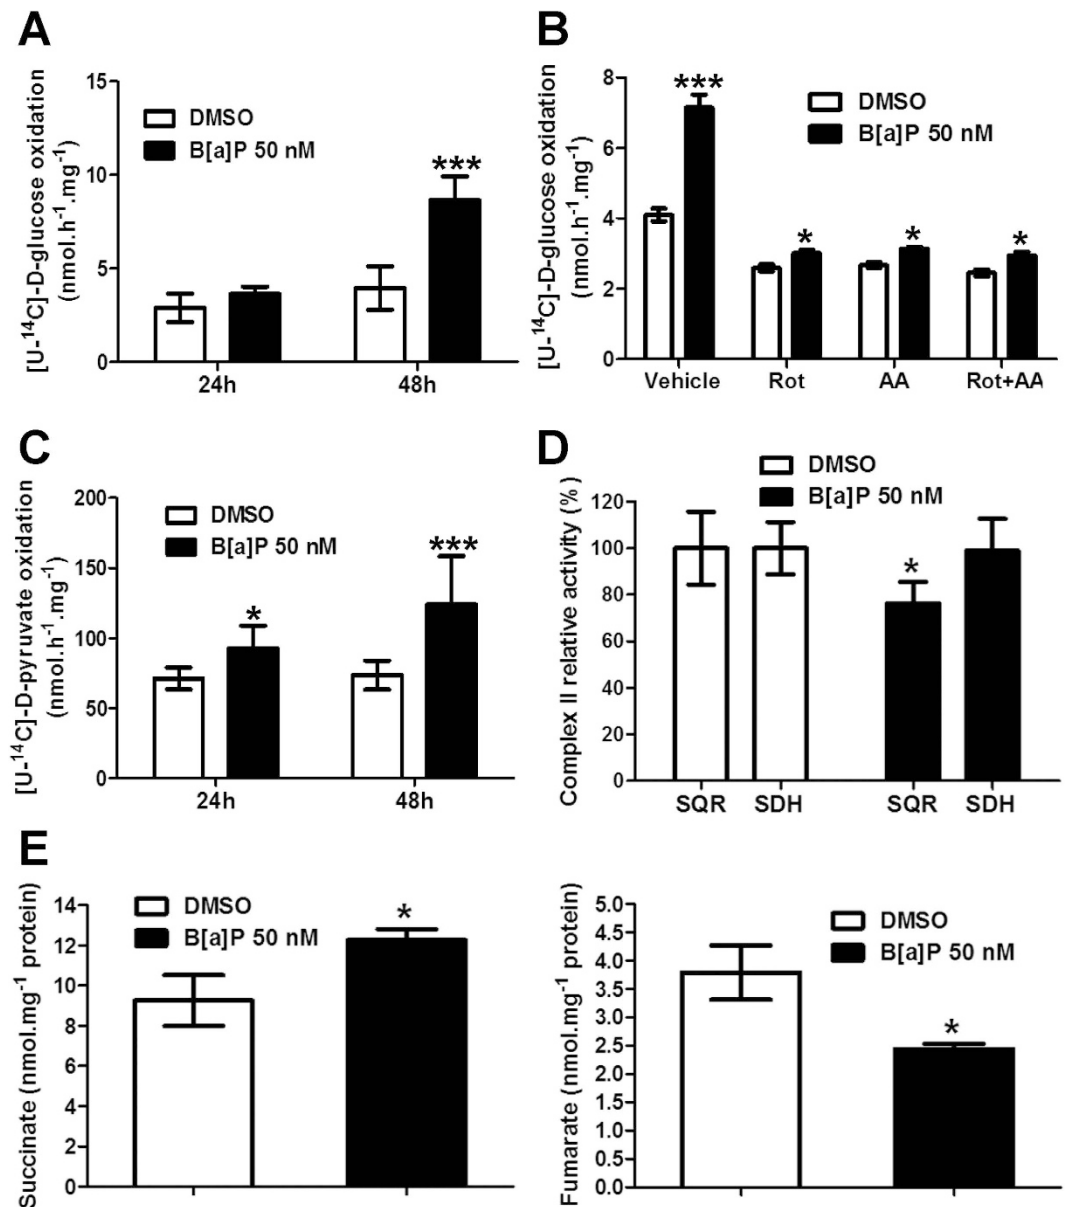 A
[U-¹⁴C]-D-glucose oxidation
(nmol.h⁻¹.mg⁻¹)
15
10
5
0
DMSO
B[a]P 50 nM
***
24h
48h
B
[U-¹⁴C]-D-glucose oxidation
(nmol.h⁻¹.mg⁻¹)
8
6
4
2
0
***
DMSO
B[a]P 50 nM
*
*
*
Vehicle
Rot
AA
Rot+AA
C
[U-¹⁴C]-D-pyruvate oxidation
(nmol.h⁻¹.mg⁻¹)
200
150
100
50
0
DMSO
B[a]P 50 nM
*
***
24h
48h
D
Complex II relative activity (%)
120
100
80
60
40
20
0
DMSO
B[a]P 50 nM
*
SQR
SDH
SQR
SDH
E
Succinate (nmol.mg⁻¹ protein)
14
12
10
8
6
4
2
0
DMSO
B[a]P 50 nM
*
Fumarate (nmol.mg⁻¹ protein)
5.0
4.5
4.0
3.5
3.0
2.5
2.0
1.5
1.0
0.5
0.0
DMSO
B[a]P 50 nM
*